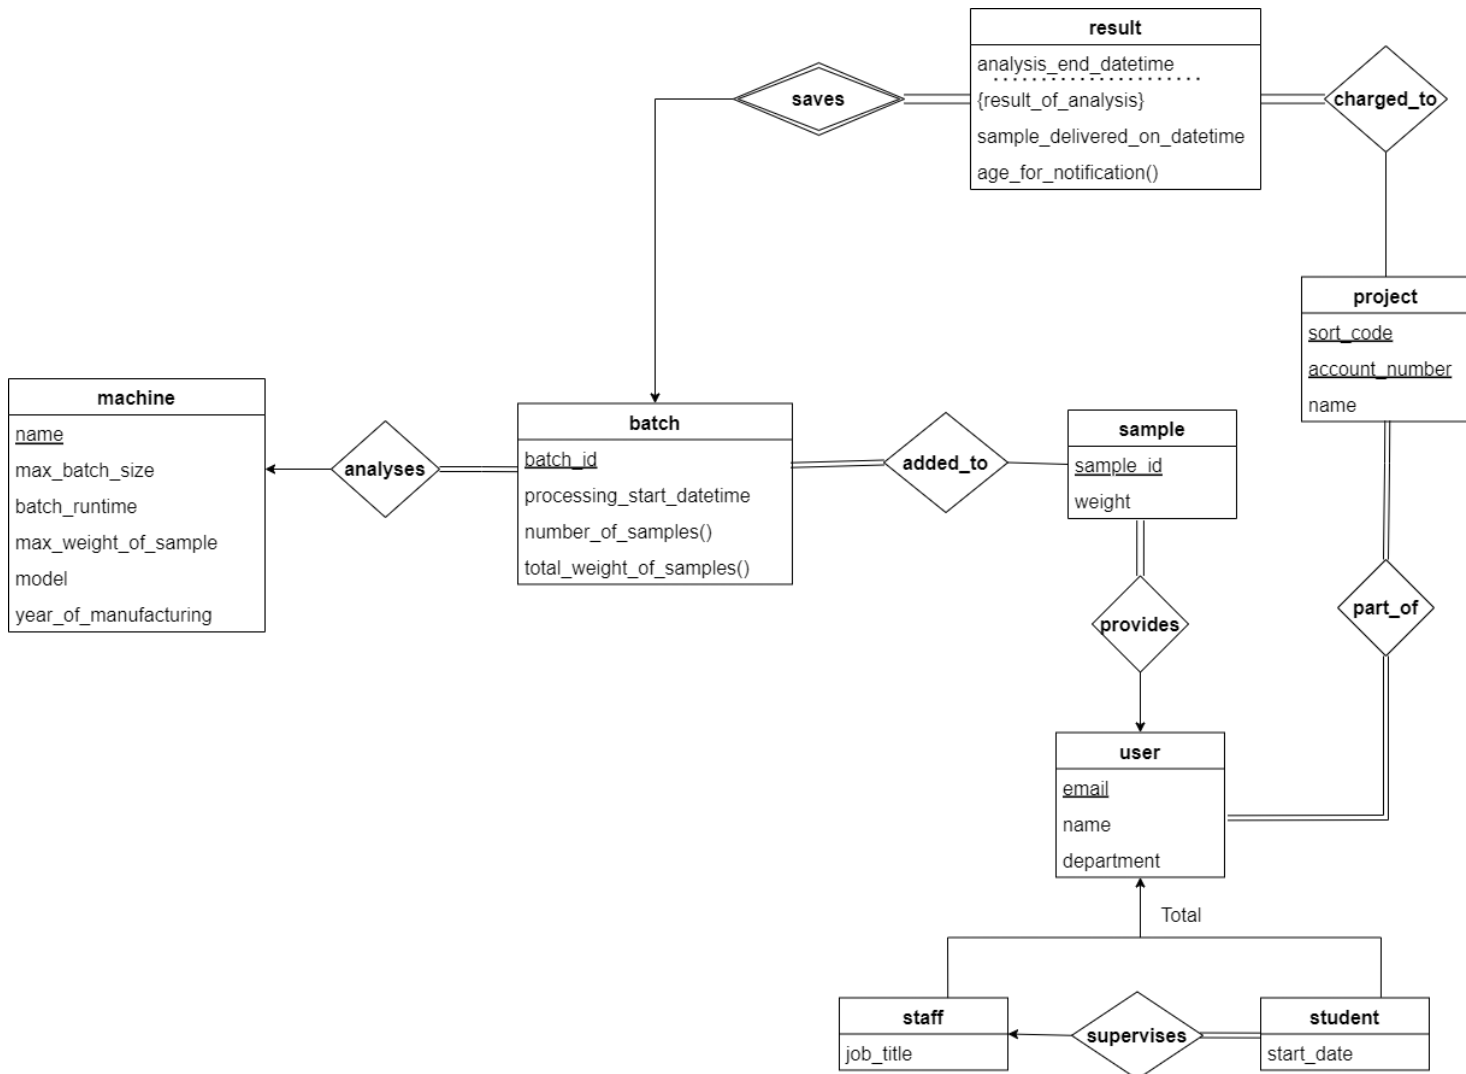 result
analysis_end_datetime
{result_of_analysis}
sample_delivered_on_datetime
age_for_notification()
saves
charged_to
project
sort_code
account_number
name
machine
name
max_batch_size
batch_runtime
max_weight_of_sample
model
year_of_manufacturing
analyses
batch
batch_id
processing_start_datetime
number_of_samples()
total_weight_of_samples()
added_to
sample
sample_id
weight
provides
part_of
user
email
name
department
Total
staff
job_title
supervises
student
start_date